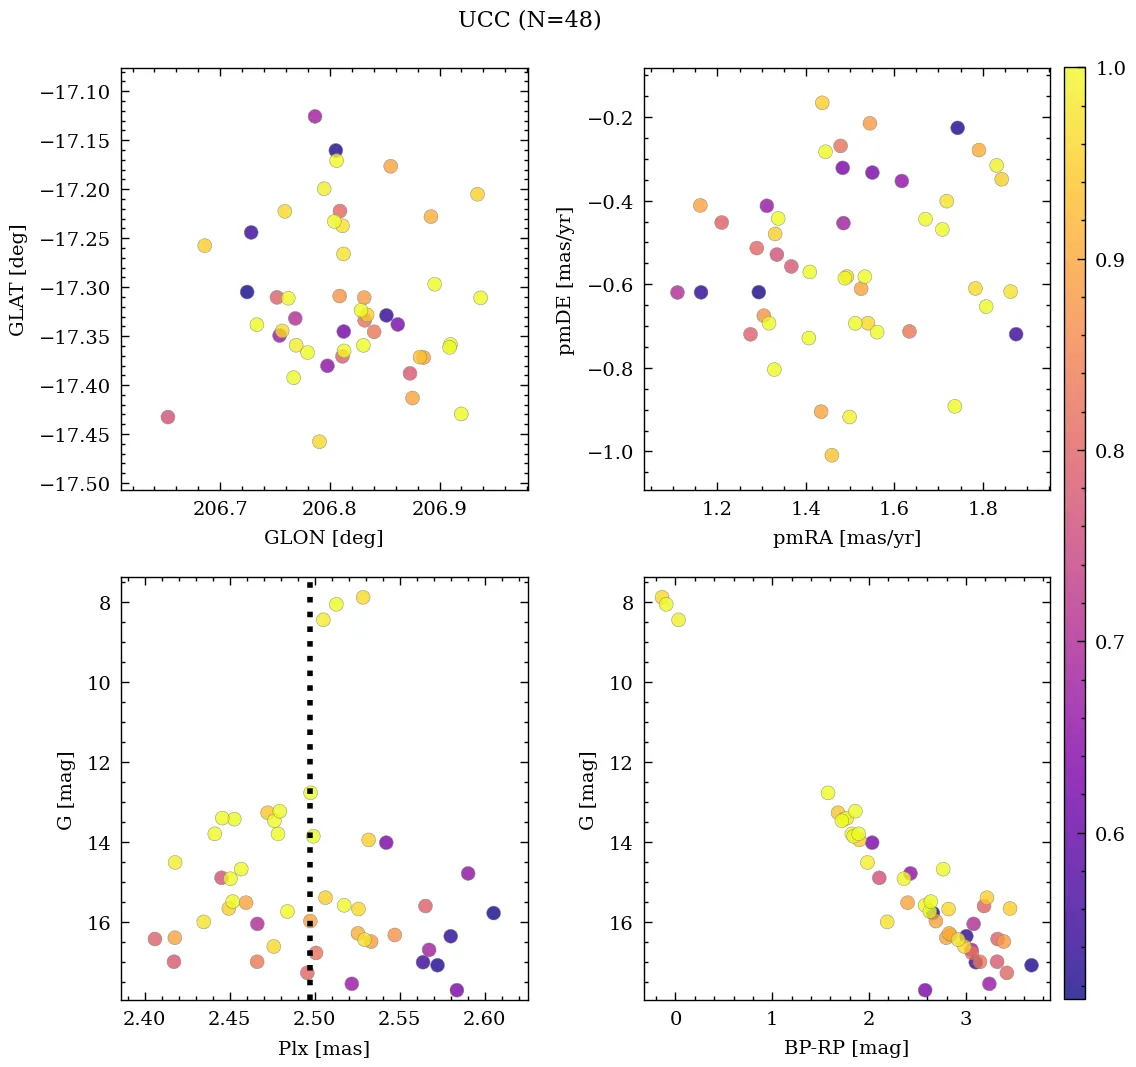 UCC (N=48)
−17.10
−17.15
−17.20
−17.25
−17.30
−17.35
−17.40
−17.45
−17.50
GLAT [deg]
206.7 206.8 206.9
GLON [deg]
−0.2
−0.4
−0.6
−0.8
−1.0
pmDE [mas/yr]
1.2 1.4 1.6 1.8
pmRA [mas/yr]
1.0
0.9
0.8
0.7
0.6
8
10
12
14
16
G [mag]
2.40 2.45 2.50 2.55 2.60
Plx [mas]
8
10
12
14
16
G [mag]
0 1 2 3
BP-RP [mag]